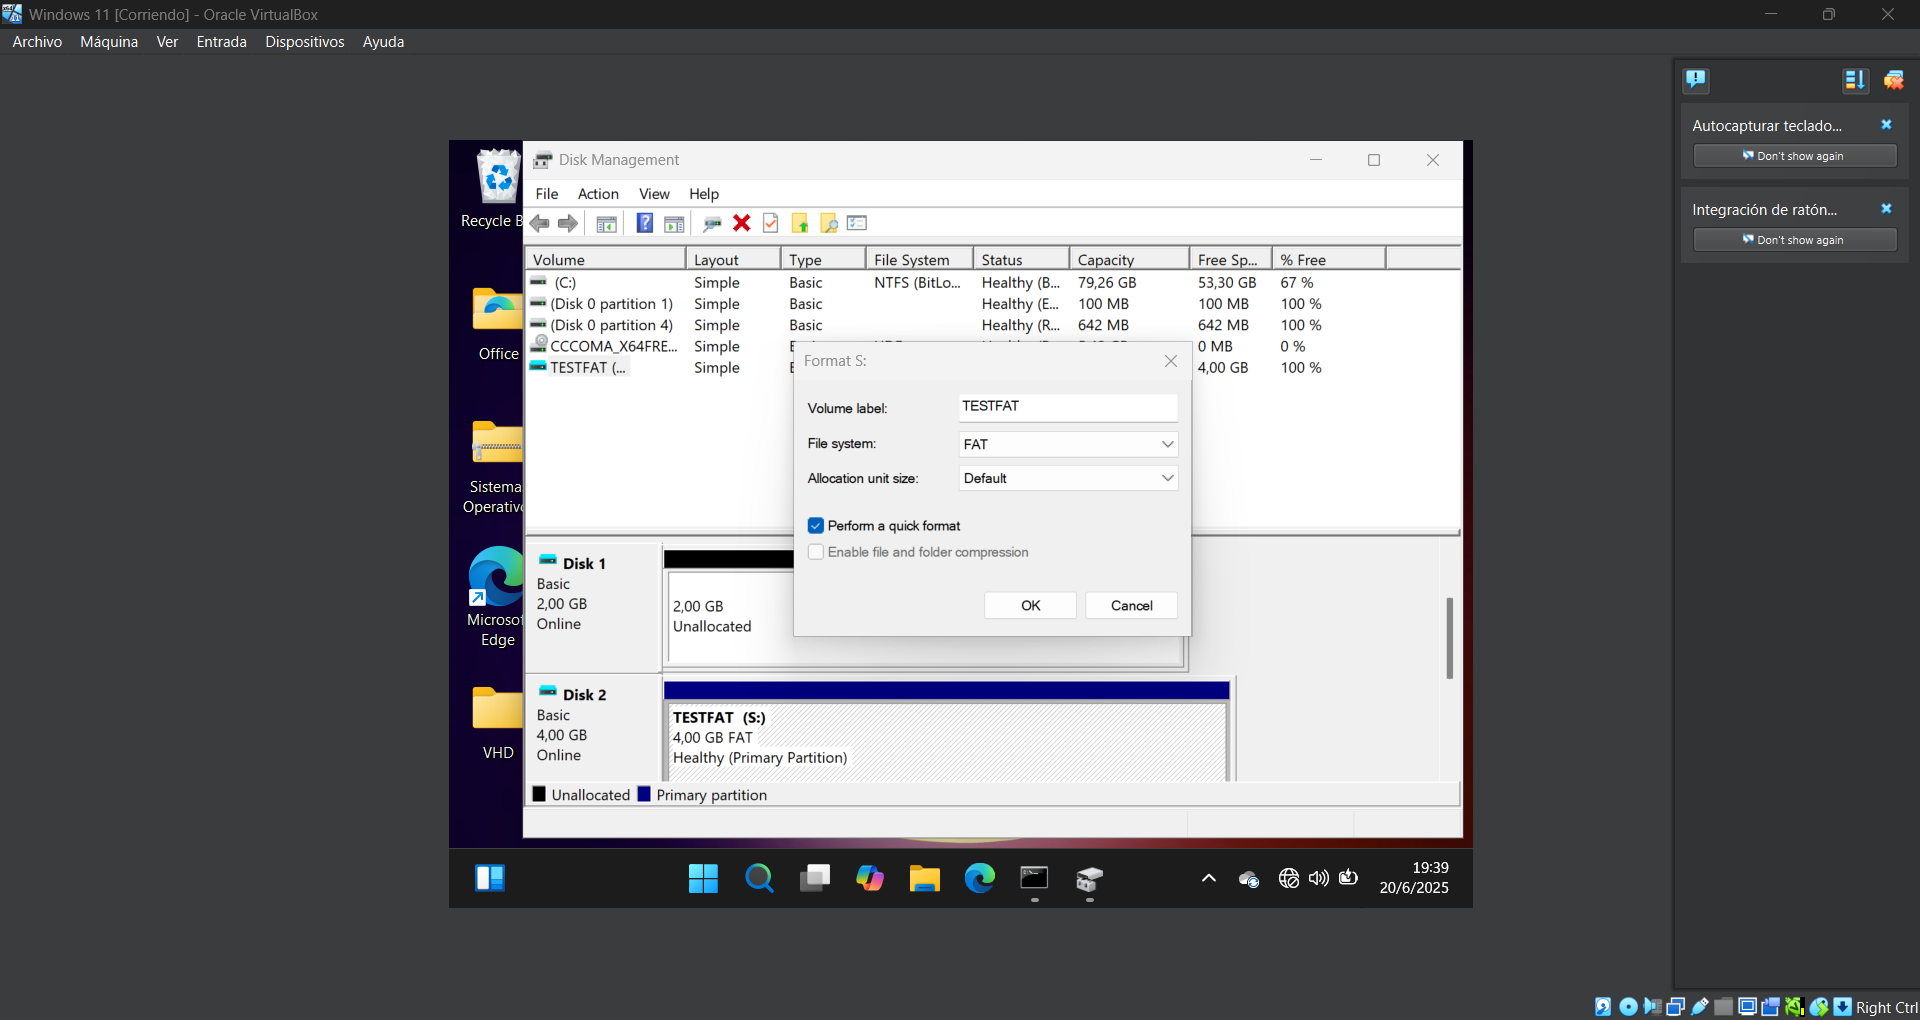 Windows 11 [Corriendo] - Oracle VirtualBox
Archivo Máquina Ver Entrada Dispositivos Ayuda
Autocapturar teclado...
Don't show again
Integración de ratón...
Don't show again
Recycle B
Office
Sistema
Operativo
Microsof
Edge
VHD
Disk Management
File Action View Help
Volume Layout Type File System Status Capacity Free Sp... % Free
(C:) Simple Basic NTFS (BitLo... Healthy (B... 79,26 GB 53,30 GB 67 %
(Disk 0 partition 1) Simple Basic Healthy (E... 100 MB 100 MB 100 %
(Disk 0 partition 4) Simple Basic Healthy (R... 642 MB 642 MB 100 %
CCCOMA_X64FRE... Simple 0 MB 0 %
TESTFAT (... Simple 4,00 GB 100 %
Format S:
Volume label: TESTFAT
File system: FAT
Allocation unit size: Default
Perform a quick format
Enable file and folder compression
OK Cancel
Disk 1
Basic
2,00 GB
Online
2,00 GB
Unallocated
Disk 2
Basic
4,00 GB
Online
TESTFAT (S:)
4,00 GB FAT
Healthy (Primary Partition)
Unallocated Primary partition
19:39
20/6/2025
Right Ctrl